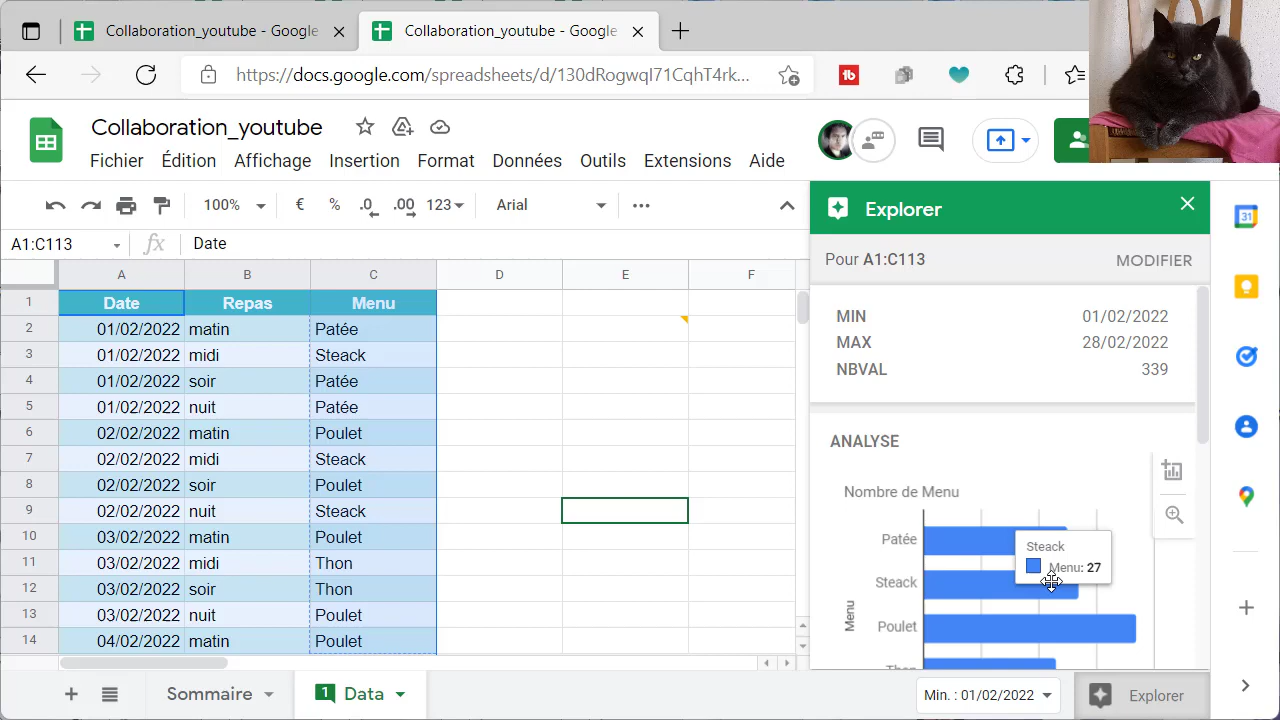 Collaboration_youtube - Google
Collaboration_youtube - Google
https://docs.google.com/spreadsheets/d/130dRogwqI71CqhT4rk...
Collaboration_youtube
Fichier Édition Affichage Insertion Format Données Outils Extensions Aide
100% € % .0 .00 123 Arial
A1:C113 fx Date
A B C D E F
1 Date Repas Menu
2 01/02/2022 matin Patée
3 01/02/2022 midi Steack
4 01/02/2022 soir Patée
5 01/02/2022 nuit Patée
6 02/02/2022 matin Poulet
7 02/02/2022 midi Steack
8 02/02/2022 soir Poulet
9 02/02/2022 nuit Steack
10 03/02/2022 matin Poulet
11 03/02/2022 midi Thon
12 03/02/2022 soir Thon
13 03/02/2022 nuit Poulet
14 04/02/2022 matin Poulet
Explorer
Pour A1:C113 MODIFIER
MIN 01/02/2022
MAX 28/02/2022
NBVAL 339
ANALYSE
Nombre de Menu
Patée
Steack
Poulet
Menu
Steack
Menu: 27
31
tb
Sommaire 1 Data
Min. : 01/02/2022 Explorer